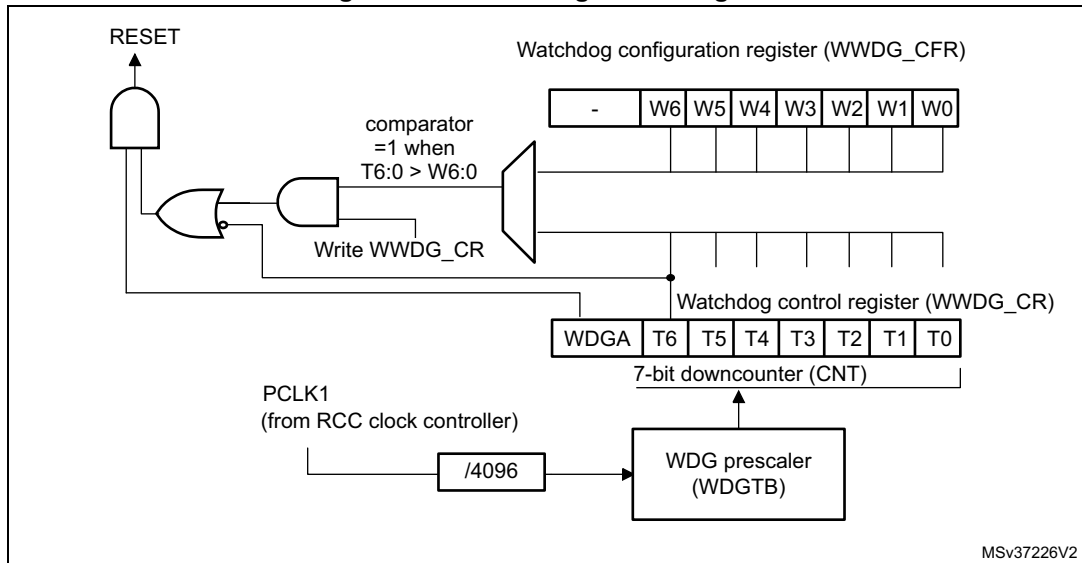 RESET
Watchdog configuration register (WWDG_CFR)
- W6 W5 W4 W3 W2 W1 W0
comparator
=1 when
T6:0 > W6:0
Write WWDG_CR
Watchdog control register (WWDG_CR)
WDGA T6 T5 T4 T3 T2 T1 T0
7-bit downcounter (CNT)
PCLK1
(from RCC clock controller)
/4096
WDG prescaler
(WDGTB)
MSv37226V2